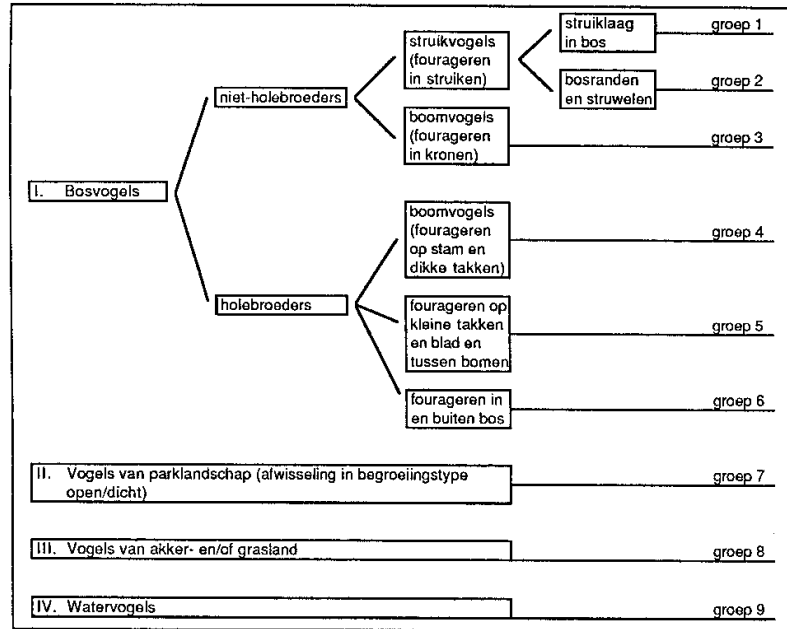 struiklaag
in bos
groep 1
struikvogels
(fourageren
in struiken)
bosranden
en struwelen
groep 2
niet-holebroeders
boomvogels
(fourageren
in kronen)
groep 3
I. Bosvogels
boomvogels
(fourageren
op stam en
dikke takken)
groep 4
holebroeders
fourageren op
kleine takken
en blad en
tussen bomen
groep 5
fourageren in
en buiten bos
groep 6
II. Vogels van parklandschap (afwisseling in begroeiingstype
open/dicht)
groep 7
III. Vogels van akker- en/of grasland
groep 8
IV. Watervogels
groep 9